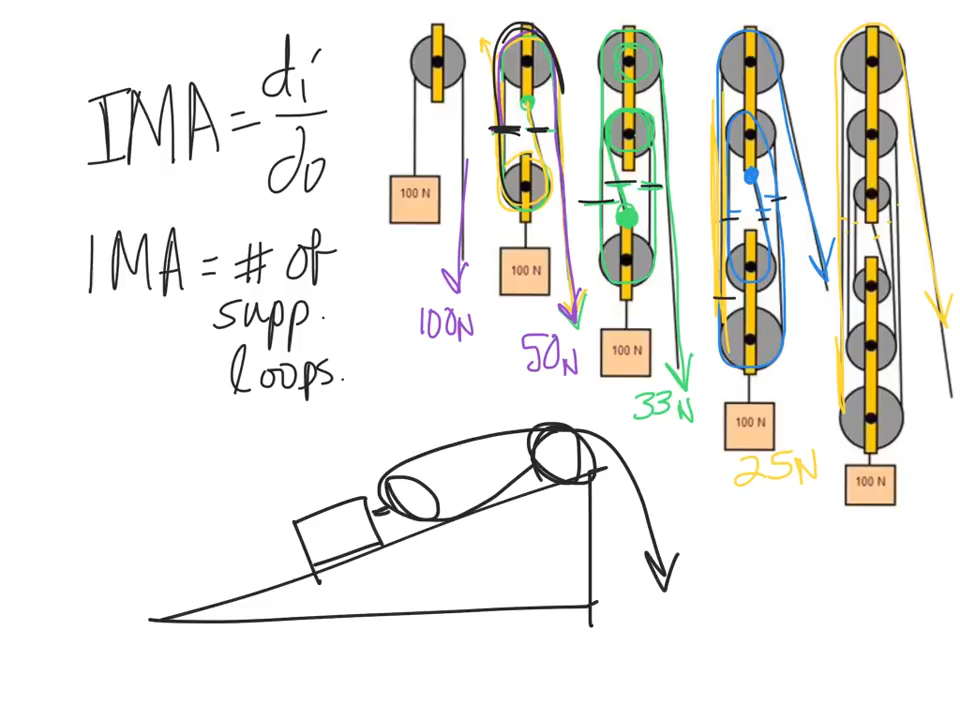 IMA = di/do
IMA = # of
supp.
loops.
100 N
100 N
100 N
100 N
100 N
100N
50N
33N
25N